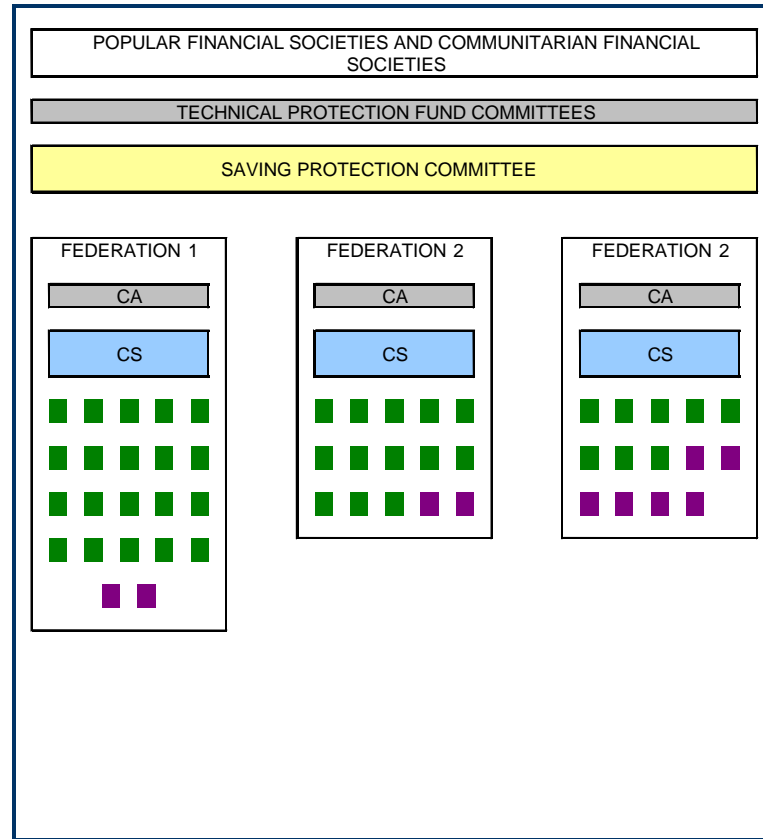 POPULAR FINANCIAL SOCIETIES AND COMMUNITARIAN FINANCIAL
SOCIETIES
TECHNICAL PROTECTION FUND COMMITTEES
SAVING PROTECTION COMMITTEE
FEDERATION 1
CA
CS
FEDERATION 2
CA
CS
FEDERATION 2
CA
CS